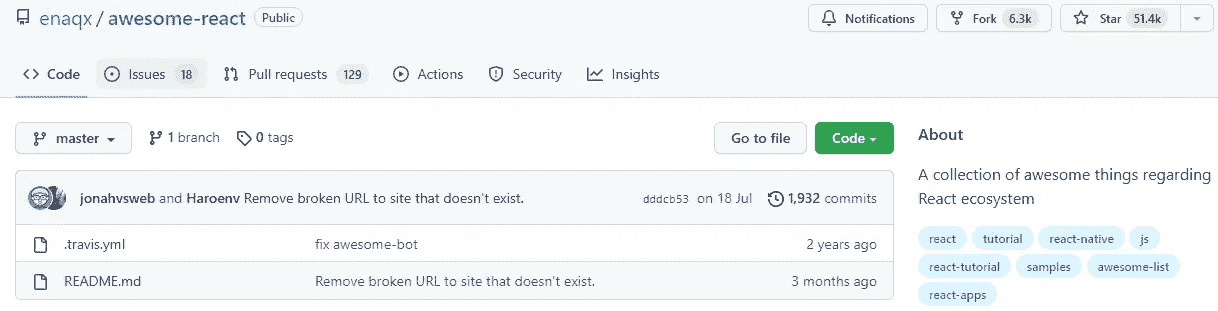 enaqx / awesome-react Public Notifications Fork 6.3k Star 51.4k
Code Issues 18 Pull requests 129 Actions Security Insights
master 1 branch 0 tags Go to file Code
jonahvsweb and Haroenv Remove broken URL to site that doesn't exist. dddcb53 on 18 Jul 1,932 commits
.travis.yml fix awesome-bot 2 years ago
README.md Remove broken URL to site that doesn't exist. 3 months ago
About
A collection of awesome things regarding
React ecosystem
react tutorial react-native js
react-tutorial samples awesome-list
react-apps